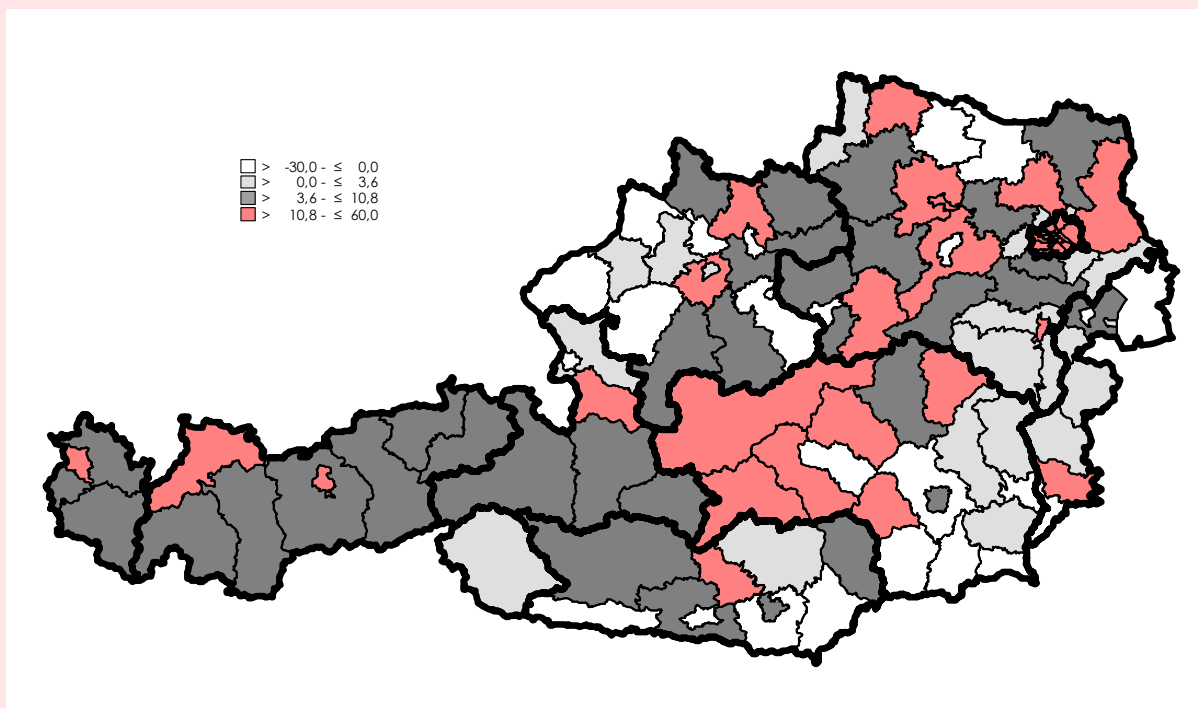 > -30,0 - ≤ 0,0
> 0,0 - ≤ 3,6
> 3,6 - ≤ 10,8
> 10,8 - ≤ 60,0